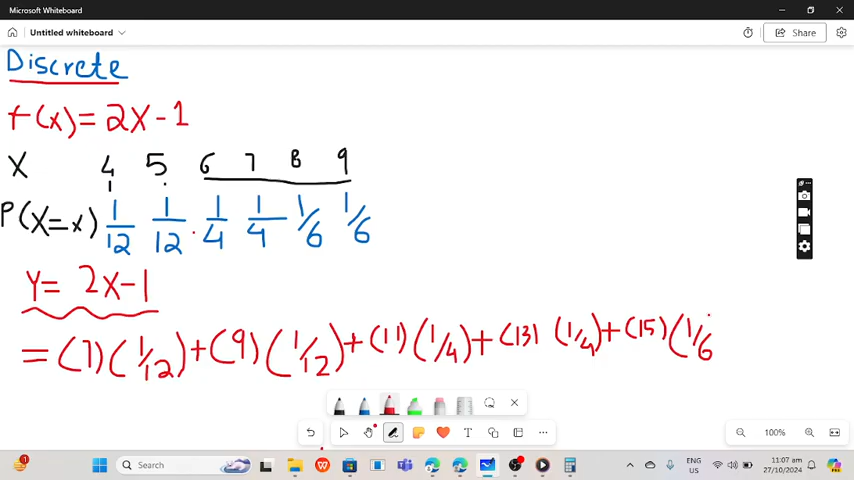 Microsoft Whiteboard
Untitled whiteboard
Share
Discrete
f(x) = 2X-1
X 4 5 6 7 8 9
P(X=x) 1/12 1/12 1/4 1/4 1/6 1/6
Y= 2X-1
= (7)(1/12)+(9)(1/12)+(11)(1/4)+(13)(1/4)+(15)(1/6
100%
1
Search
ENG
US
11:07 am
27/10/2024